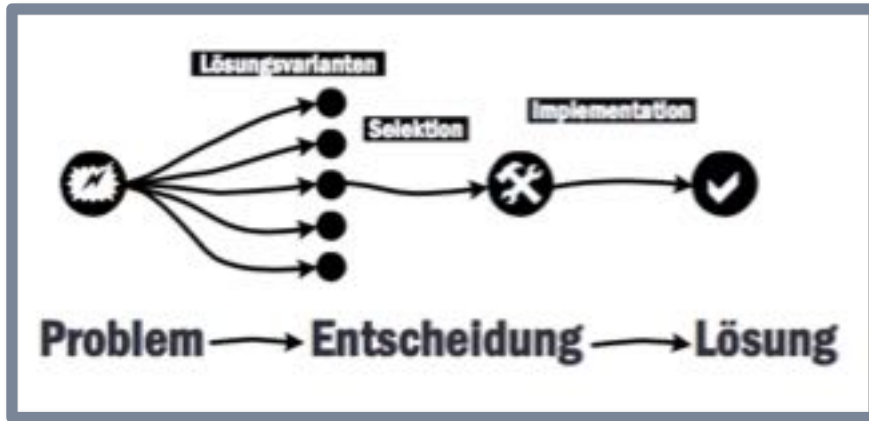 Lösungsvarianten
Selektion
Implementation
Problem Entscheidung Lösung